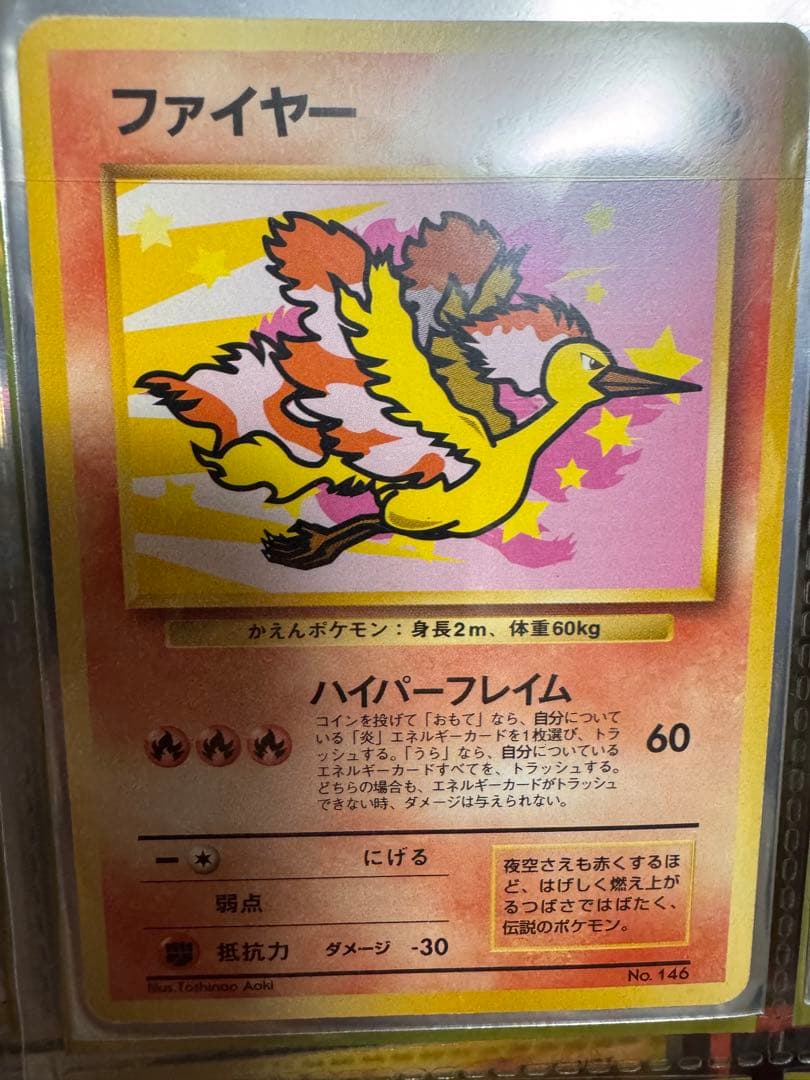 ファイヤー
かえんポケモン：身長2m、体重60kg
ハイパーフレイム
コインを投げて「おもて」なら、自分につい
ている「炎」エネルギーカードを1枚選び、トラ
ッシュする。「うら」なら、自分についている
エネルギーカードすべてを、トラッシュする。
どちらの場合も、エネルギーカードがトラッシュ
できない時、ダメージは与えられない。
60
ー にげる
弱点
抵抗力 ダメージ -30
夜空さえも赤くするほ
ど、はげしく燃え上が
るつばさではばたく、
伝説のポケモン。
Illus.Toshinao Aoki
No. 146